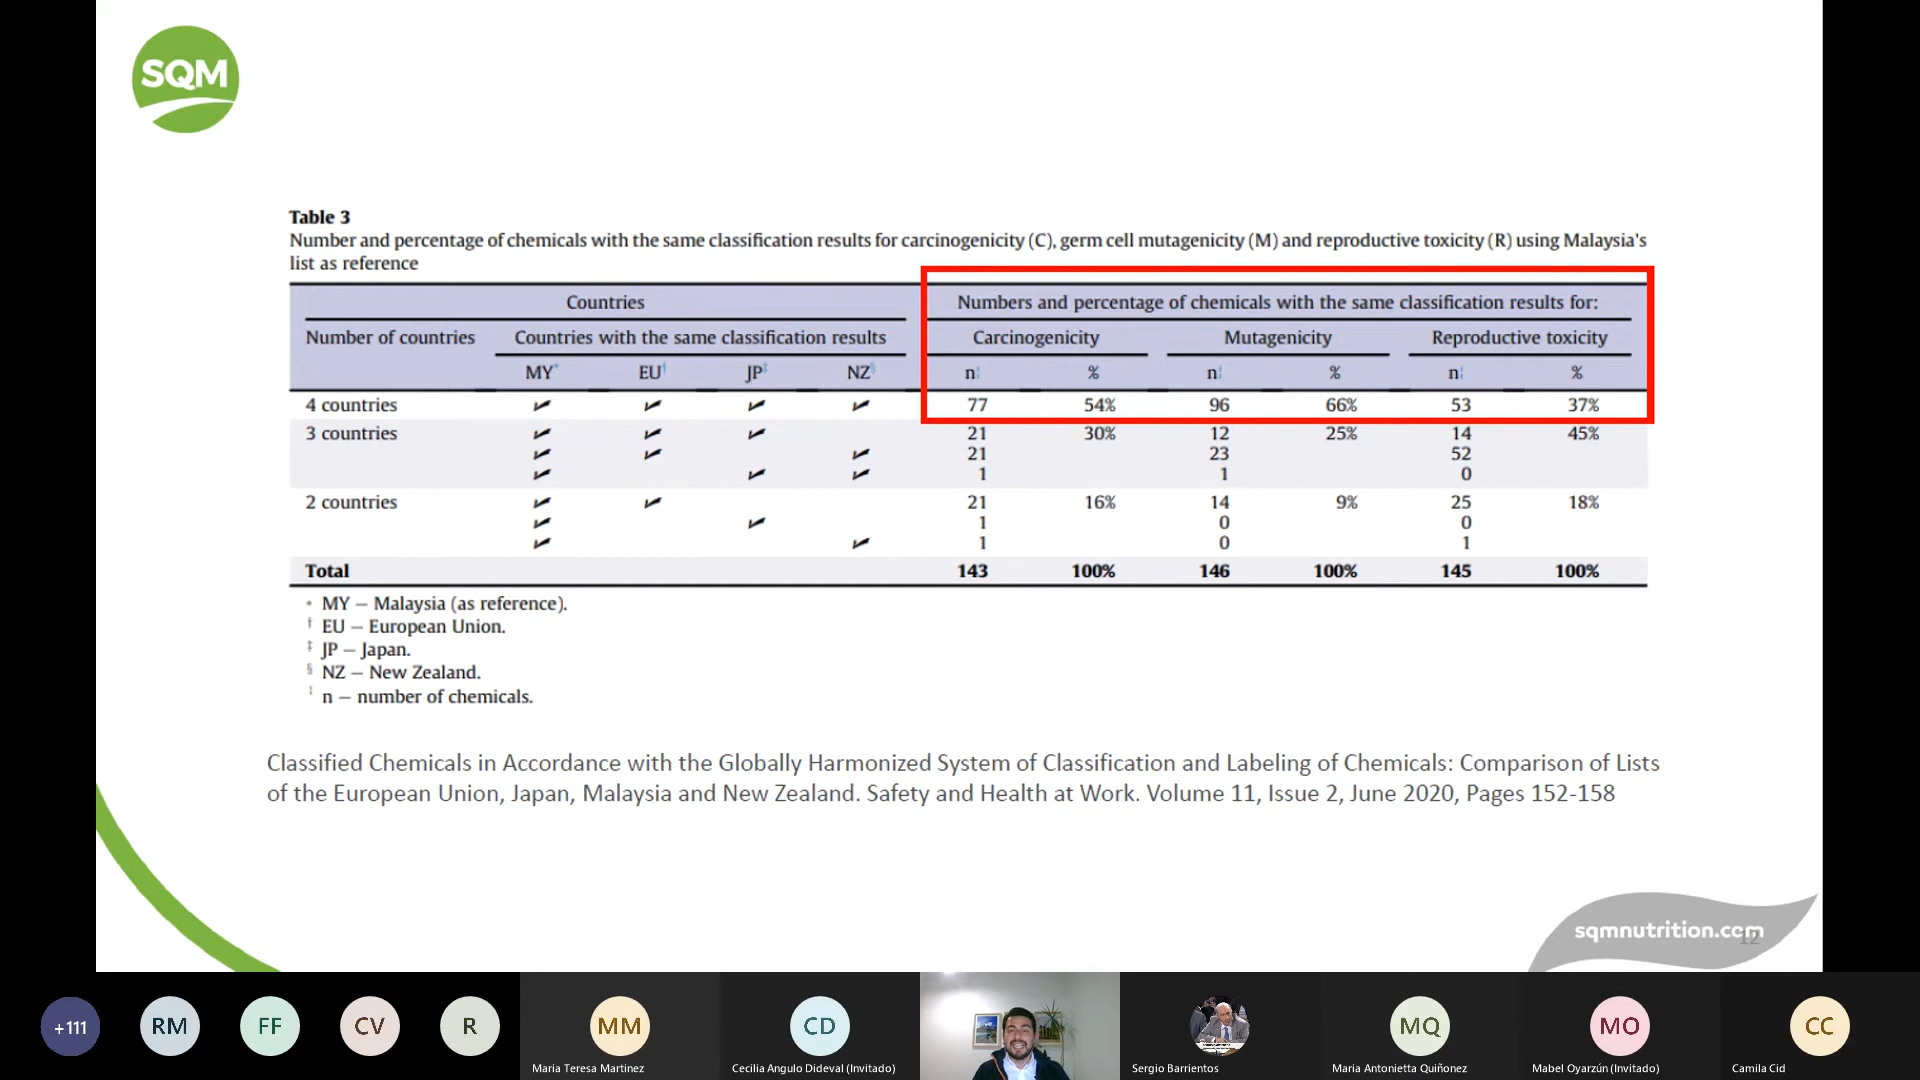 SQM
Table 3
Number and percentage of chemicals with the same classification results for carcinogenicity (C), germ cell mutagenicity (M) and reproductive toxicity (R) using Malaysia's
list as reference
Countries Numbers and percentage of chemicals with the same classification results for:
Number of countries Countries with the same classification results Carcinogenicity Mutagenicity Reproductive toxicity
MY* EU† JP‡ NZ§ n¦ % n¦ % n¦ %
4 countries ✓ ✓ ✓ ✓ 77 54% 96 66% 53 37%
3 countries ✓ ✓ ✓ 21 30% 12 25% 14 45%
✓ ✓ ✓ 21 23 52
✓ ✓ ✓ 1 1 0
2 countries ✓ ✓ 21 16% 14 9% 25 18%
✓ ✓ 1 0 0
✓ ✓ 1 0 1
Total 143 100% 146 100% 145 100%
* MY – Malaysia (as reference).
† EU – European Union.
‡ JP – Japan.
§ NZ – New Zealand.
¦ n – number of chemicals.
Classified Chemicals in Accordance with the Globally Harmonized System of Classification and Labeling of Chemicals: Comparison of Lists
of the European Union, Japan, Malaysia and New Zealand. Safety and Health at Work. Volume 11, Issue 2, June 2020, Pages 152-158
sqmnutrition.com
12
+111 RM FF CV R MM CD MQ MO CC
Maria Teresa Martinez Cecilia Angulo Dideval (Invitado) Sergio Barrientos Maria Antonietta Quiñonez Mabel Oyarzún (Invitado) Camila Cid